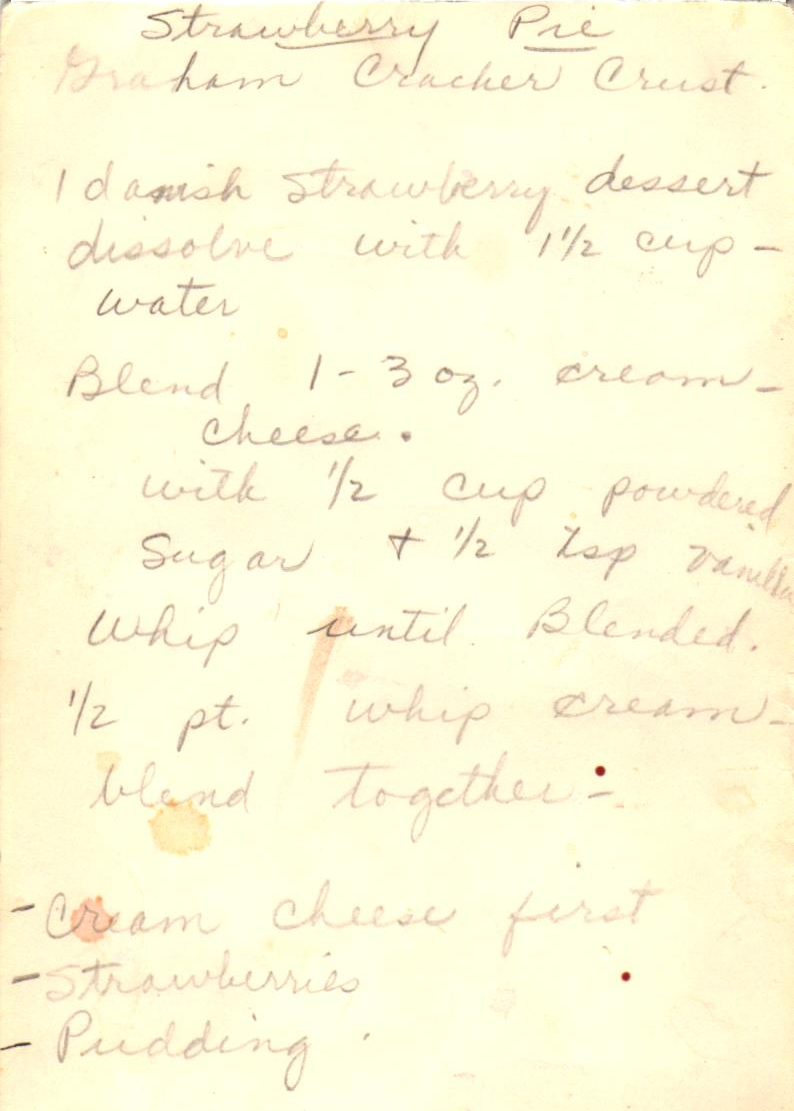 Strawberry Pie
Graham Cracker Crust.
1 danish Strawberry dessert
dissolve with 1 1/2 cup -
water
Blend 1 - 3 oz. cream -
cheese.
with 1/2 cup powdered
Sugar + 1/2 tsp vanilla
Whip until Blended.
1/2 pt. whip cream -
blend together -
- Cream cheese first
- Strawberries
- Pudding.